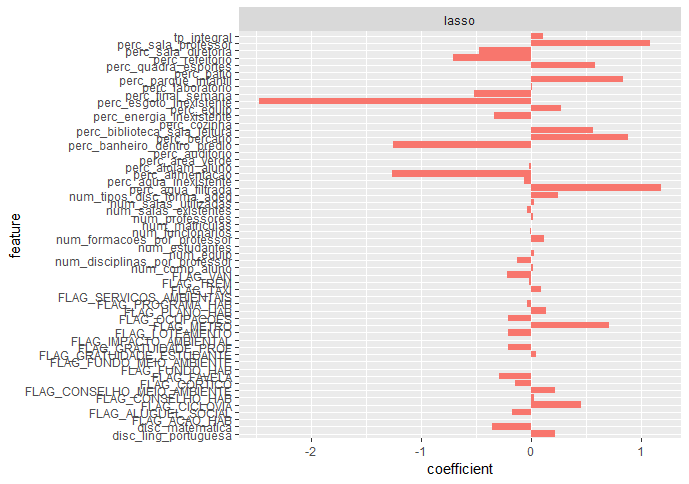 lasso
tp_integral
perc_sala_professor
perc_sala_diretoria
perc_refeitorio
perc_quadra_esportes
perc_patio
perc_parque_infantil
perc_laboratorio
perc_final_semana
perc_esgoto_inexistente
perc_equip
perc_energia_inexistente
perc_cozinha
perc_biblioteca_sala_leitura
perc_bercario
perc_banheiro_dentro_predio
perc_auditorio
perc_area_verde
perc_alojam_aluno
perc_alimentacao
perc_agua_inexistente
perc_agua_filtrada
num_tipos_disc_forma_aded
num_salas_utilizadas
num_salas_existentes
num_professores
num_matriculas
num_funcionarios
num_formacoes_por_professor
num_estudantes
num_equip
num_disciplinas_por_professor
num_comp_aluno
FLAG_VAN
FLAG_TREM
FLAG_TAXI
FLAG_SERVICOS_AMBIENTAIS
FLAG_PROGRAMA_HAB
FLAG_PLANO_HAB
FLAG_OCUPACOES
FLAG_METRO
FLAG_LOTEAMENTO
FLAG_IMPACTO_AMBIENTAL
FLAG_GRATUIDADE_PROF
FLAG_GRATUIDADE_ESTUDANTE
FLAG_FUNDO_MEIO_AMBIENTE
FLAG_FUNDO_HAB
FLAG_FAVELA
FLAG_CORTICO
FLAG_CONSELHO_MEIO_AMBIENTE
FLAG_CONSELHO_HAB
FLAG_CICLOVIA
FLAG_ALUGUEL_SOCIAL
FLAG_ACAO_HAB
disc_matematica
disc_ling_portuguesa
feature
-2 -1 0 1
coefficient